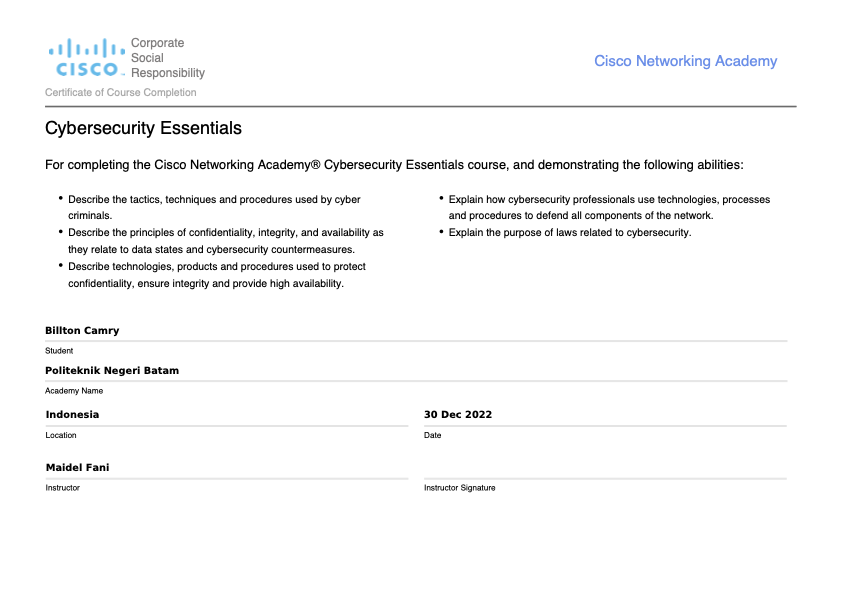 Corporate
Social
Responsibility
CISCO
Cisco Networking Academy
Certificate of Course Completion
Cybersecurity Essentials
For completing the Cisco Networking Academy® Cybersecurity Essentials course, and demonstrating the following abilities:
• Describe the tactics, techniques and procedures used by cyber
criminals.
• Describe the principles of confidentiality, integrity, and availability as
they relate to data states and cybersecurity countermeasures.
• Describe technologies, products and procedures used to protect
confidentiality, ensure integrity and provide high availability.
• Explain how cybersecurity professionals use technologies, processes
and procedures to defend all components of the network.
• Explain the purpose of laws related to cybersecurity.
Billton Camry
Student
Politeknik Negeri Batam
Academy Name
Indonesia
Location
30 Dec 2022
Date
Maidel Fani
Instructor
Instructor Signature